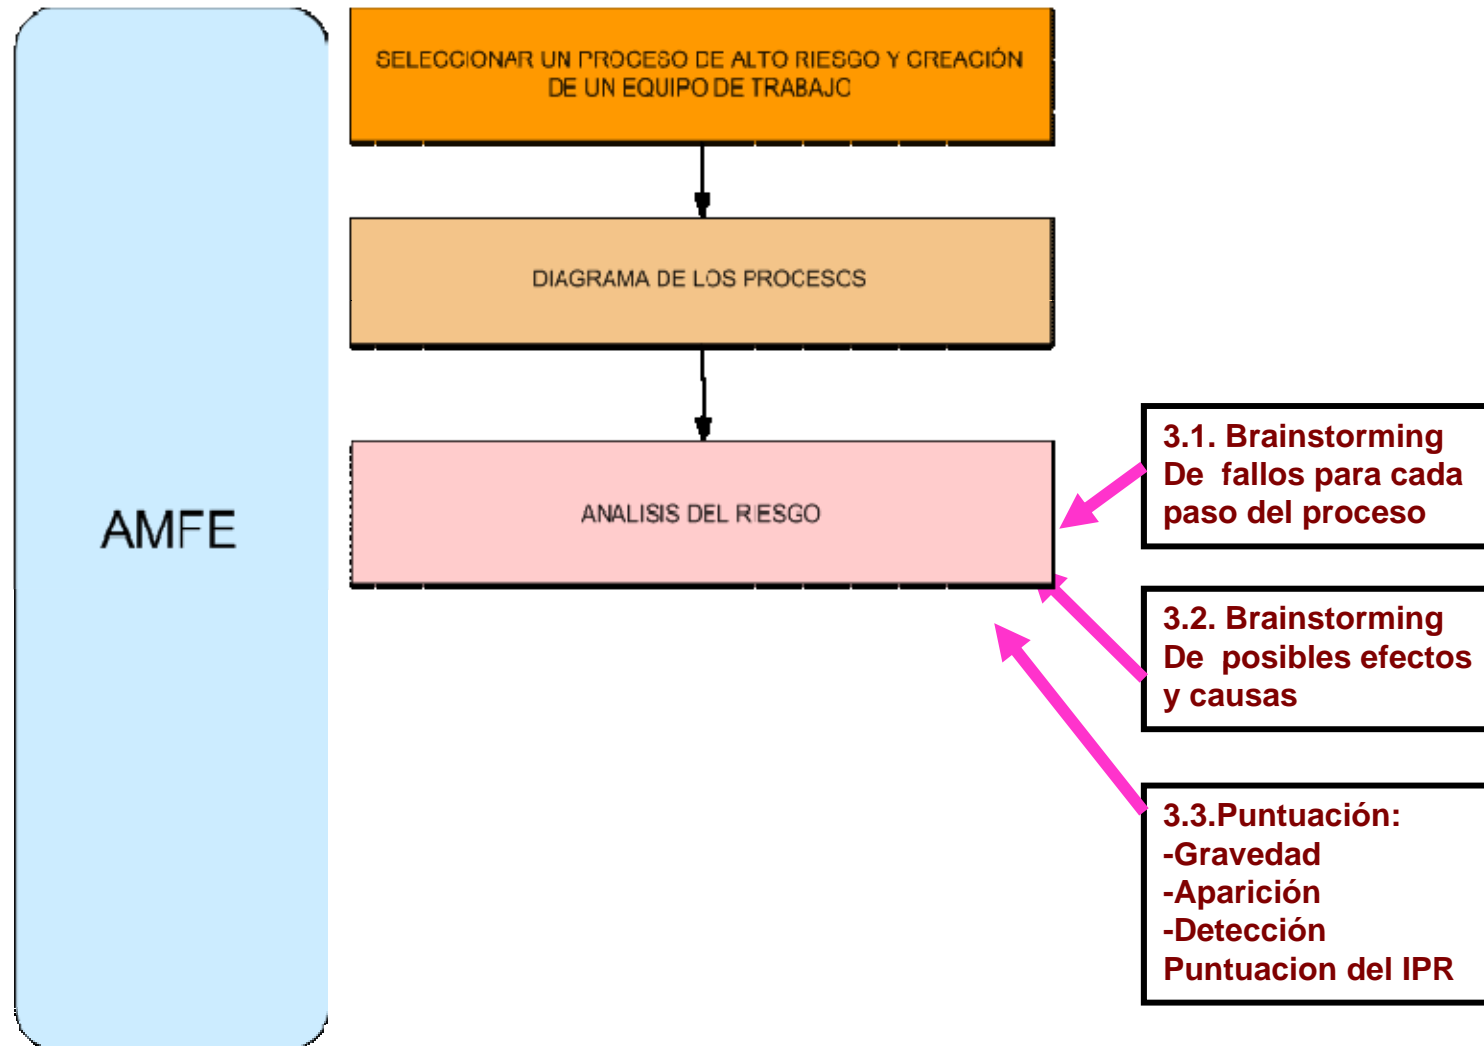 SELECCIONAR UN PROCESO DE ALTO RIESGO Y CREACIÓN
DE UN EQUIPO DE TRABAJO
DIAGRAMA DE LOS PROCESOS
AMFE
ANALISIS DEL RIESGO
3.1. Brainstorming
De fallos para cada
paso del proceso
3.2. Brainstorming
De posibles efectos
y causas
3.3.Puntuación:
-Gravedad
-Aparición
-Detección
Puntuacion del IPR